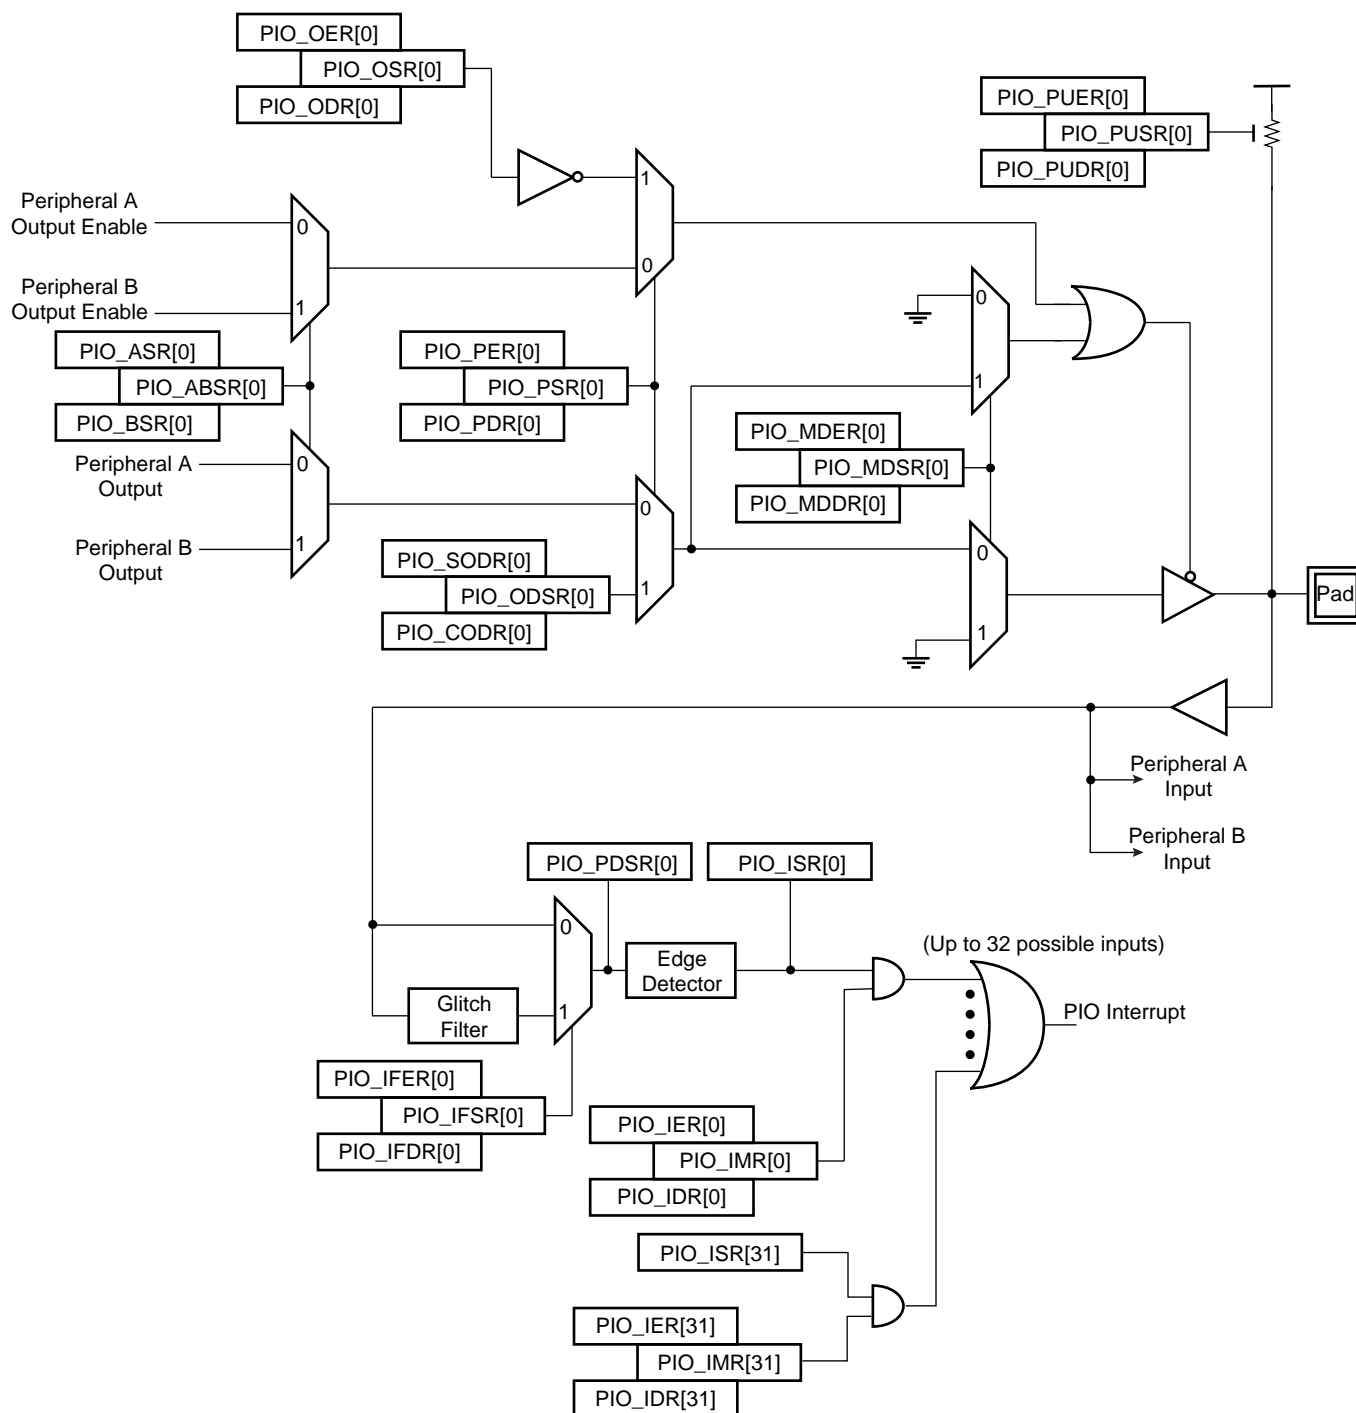 PIO_OER[0]
PIO_OSR[0]
PIO_ODR[0]
PIO_PUER[0]
PIO_PUSR[0]
PIO_PUDR[0]
1
0
Peripheral A
Output Enable
0
Peripheral B
Output Enable
1
0
1
PIO_ASR[0]
PIO_ABSR[0]
PIO_BSR[0]
PIO_PER[0]
PIO_PSR[0]
PIO_PDR[0]
PIO_MDER[0]
PIO_MDSR[0]
PIO_MDDR[0]
Peripheral A
Output
0
Peripheral B
Output
1
0
1
PIO_SODR[0]
PIO_ODSR[0]
PIO_CODR[0]
0
1
Pad
Peripheral A
Input
Peripheral B
Input
PIO_PDSR[0]
PIO_ISR[0]
0
1
Edge
Detector
Glitch
Filter
(Up to 32 possible inputs)
PIO Interrupt
PIO_IFER[0]
PIO_IFSR[0]
PIO_IFDR[0]
PIO_IER[0]
PIO_IMR[0]
PIO_IDR[0]
PIO_ISR[31]
PIO_IER[31]
PIO_IMR[31]
PIO_IDR[31]